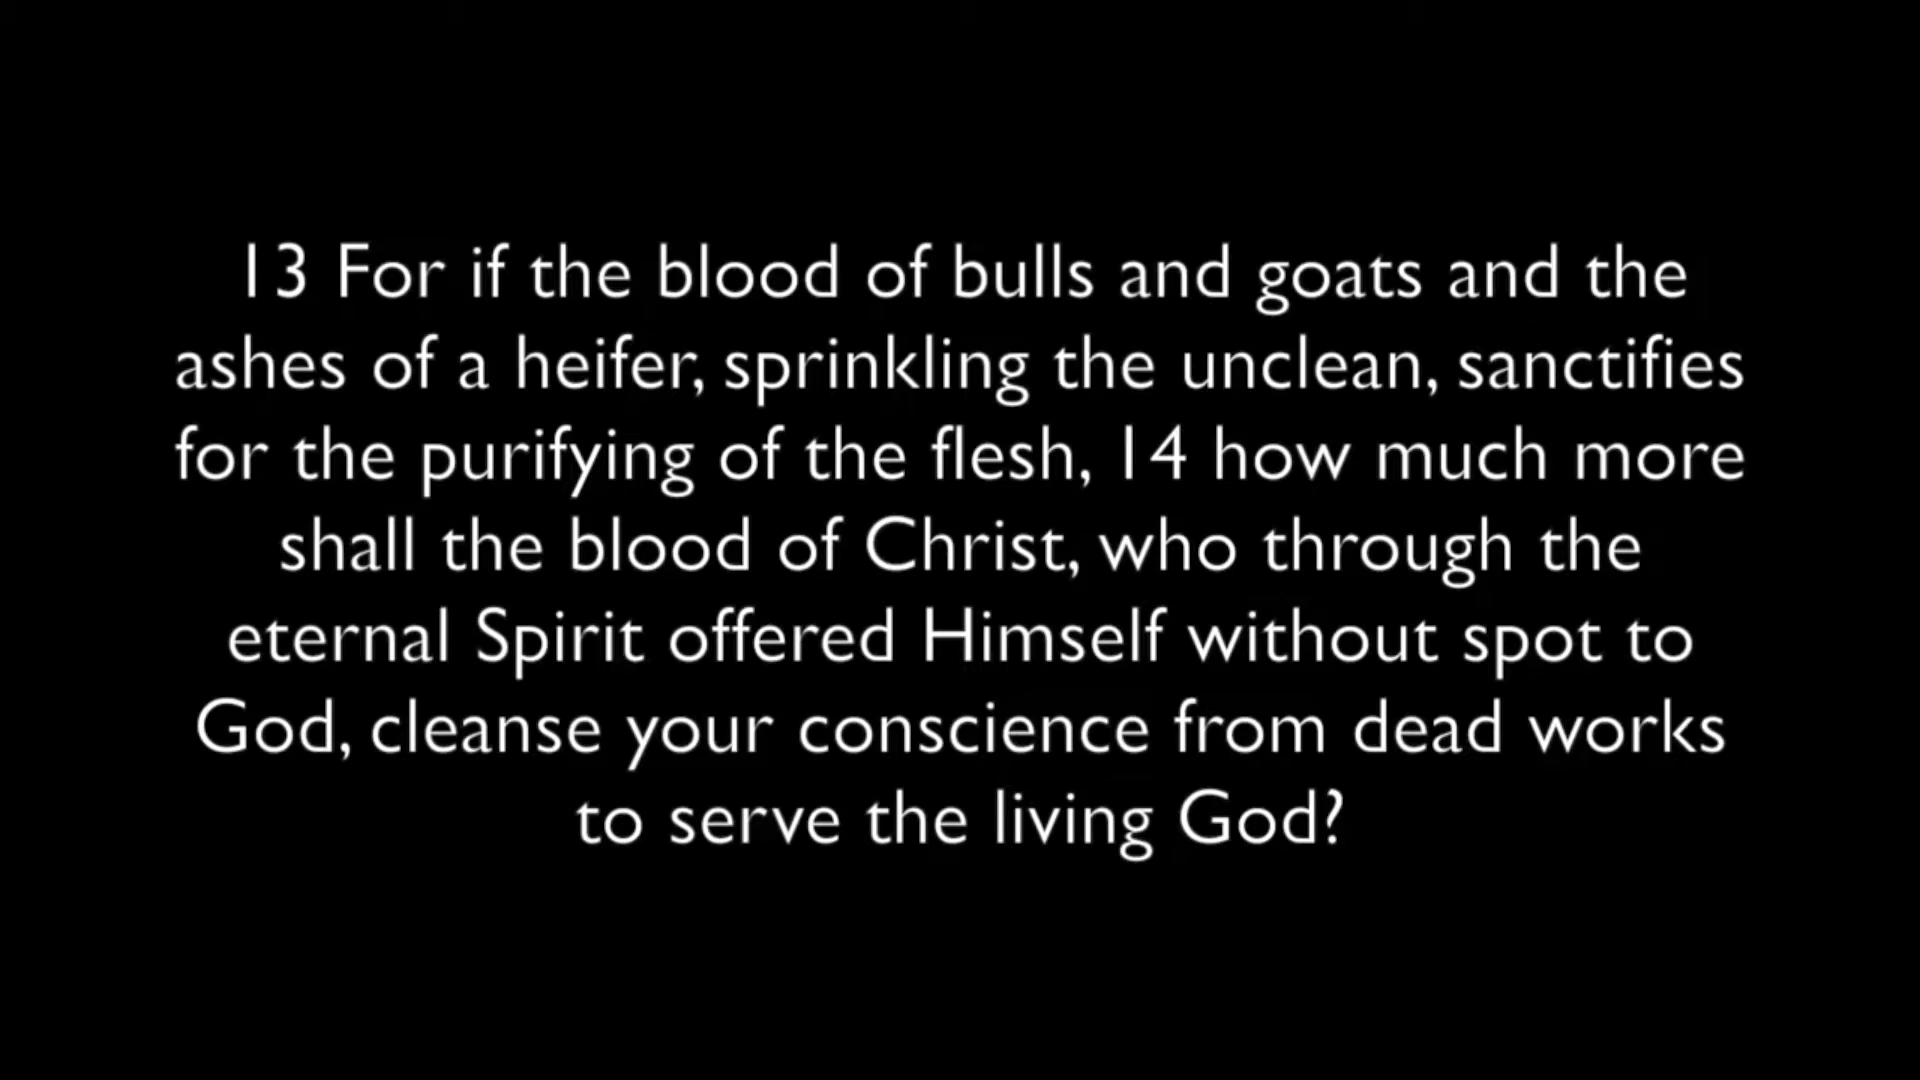 13 For if the blood of bulls and goats and the
ashes of a heifer, sprinkling the unclean, sanctifies
for the purifying of the flesh, 14 how much more
shall the blood of Christ, who through the
eternal Spirit offered Himself without spot to
God, cleanse your conscience from dead works
to serve the living God?